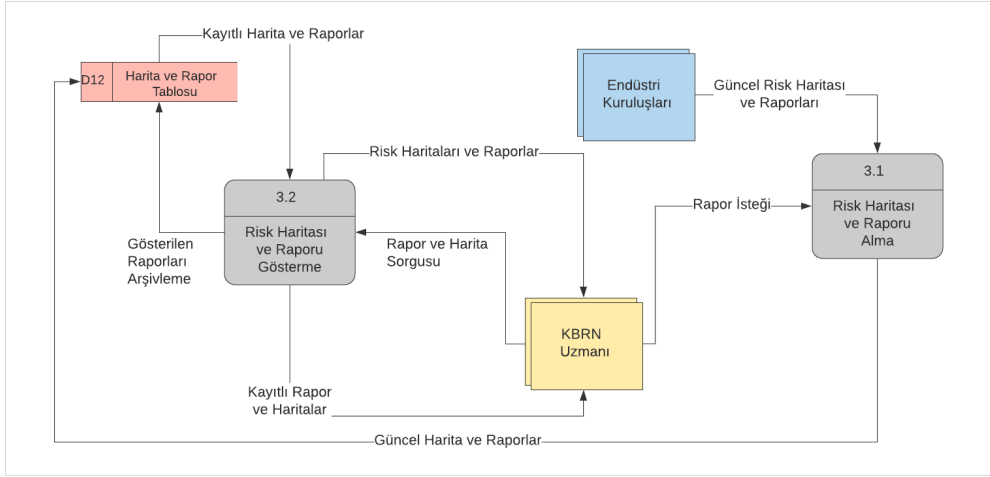 Kayıtlı Harita ve Raporlar
D12
Harita ve Rapor
Tablosu
Endüstri
Kuruluşları
Güncel Risk Haritası
ve Raporları
Risk Haritaları ve Raporlar
3.1
Risk Haritası
ve Raporu
Alma
3.2
Risk Haritası
ve Raporu
Gösterme
Rapor İsteği
Gösterilen
Raporları
Arşivleme
Rapor ve Harita
Sorgusu
KBRN
Uzmanı
Kayıtlı Rapor
ve Haritalar
Güncel Harita ve Raporlar